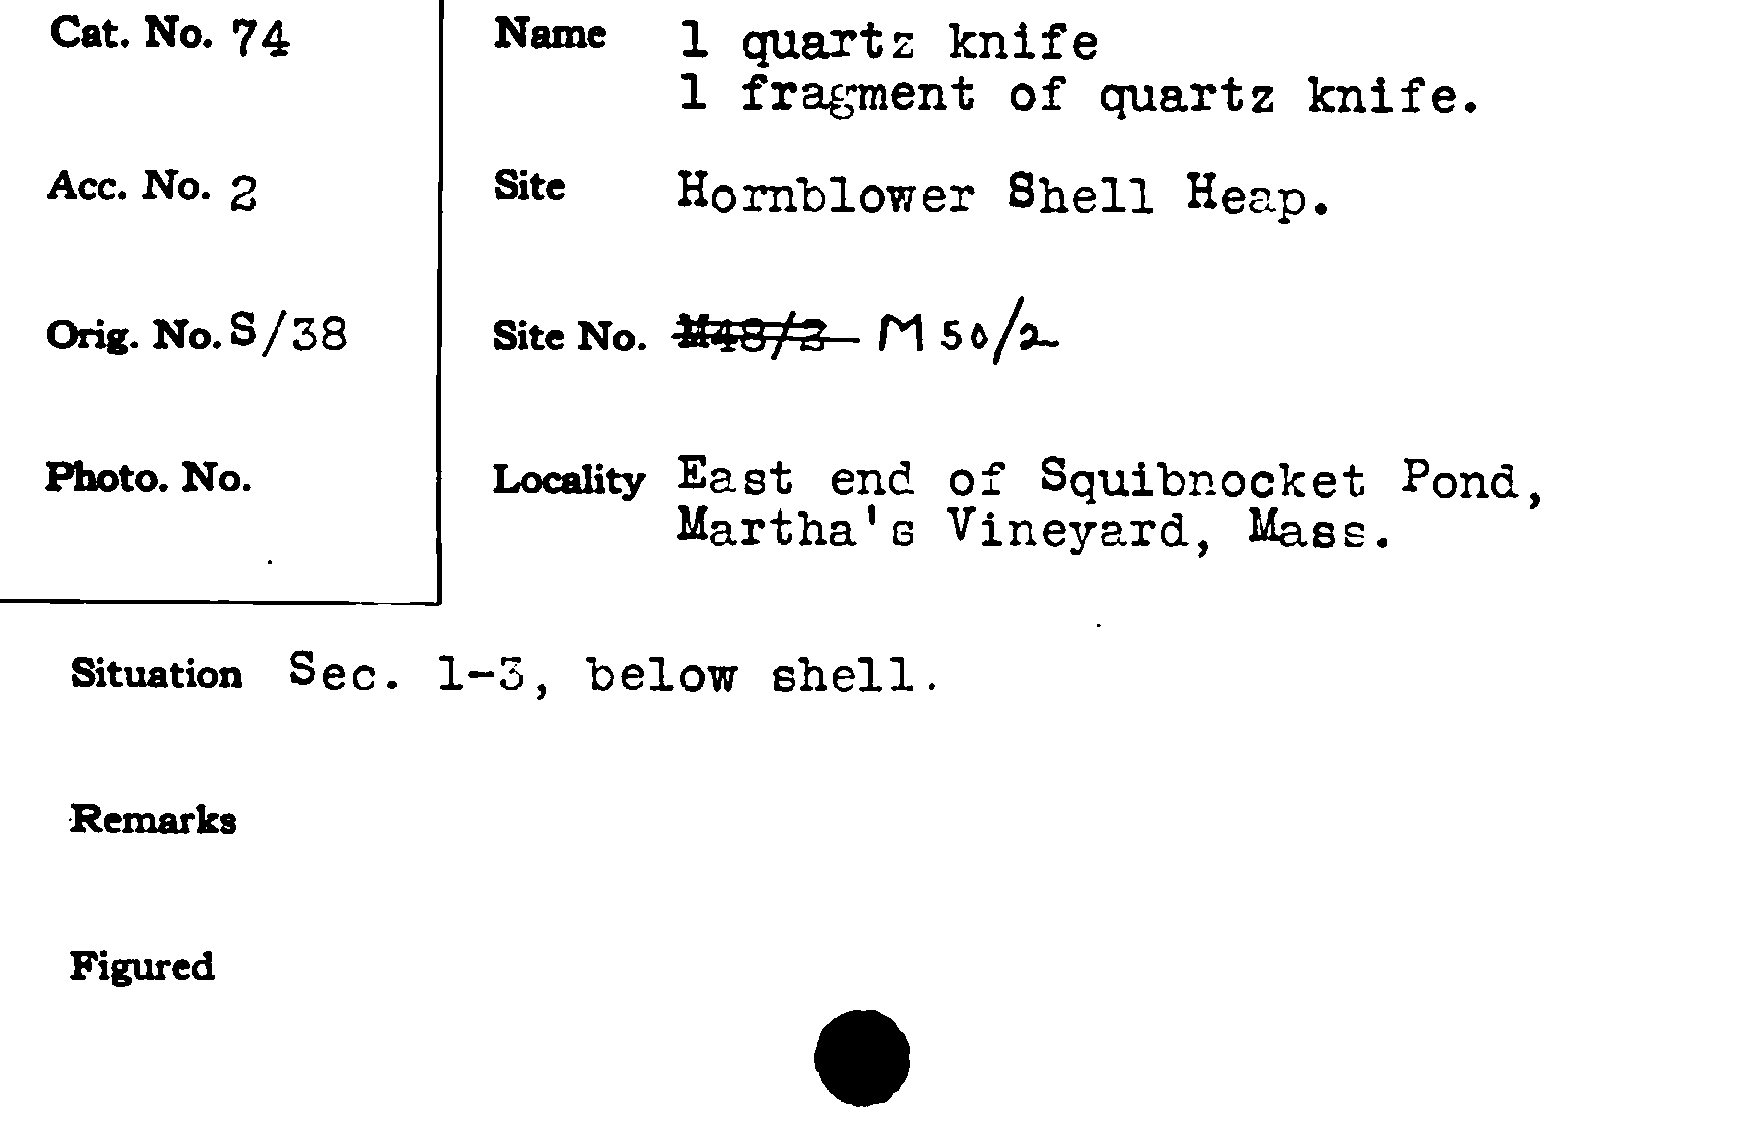 Cat. No. 74
Name 1 quartz knife
1 fragment of quartz knife.
Acc. No. 2
Site Hornblower Shell Heap.
Orig. No. S/38
Site No. M48/3 M 50/2
Photo. No.
Locality East end of Squibnocket Pond,
Martha's Vineyard, Mass.
Situation Sec. 1-3, below shell.
Remarks
Figured